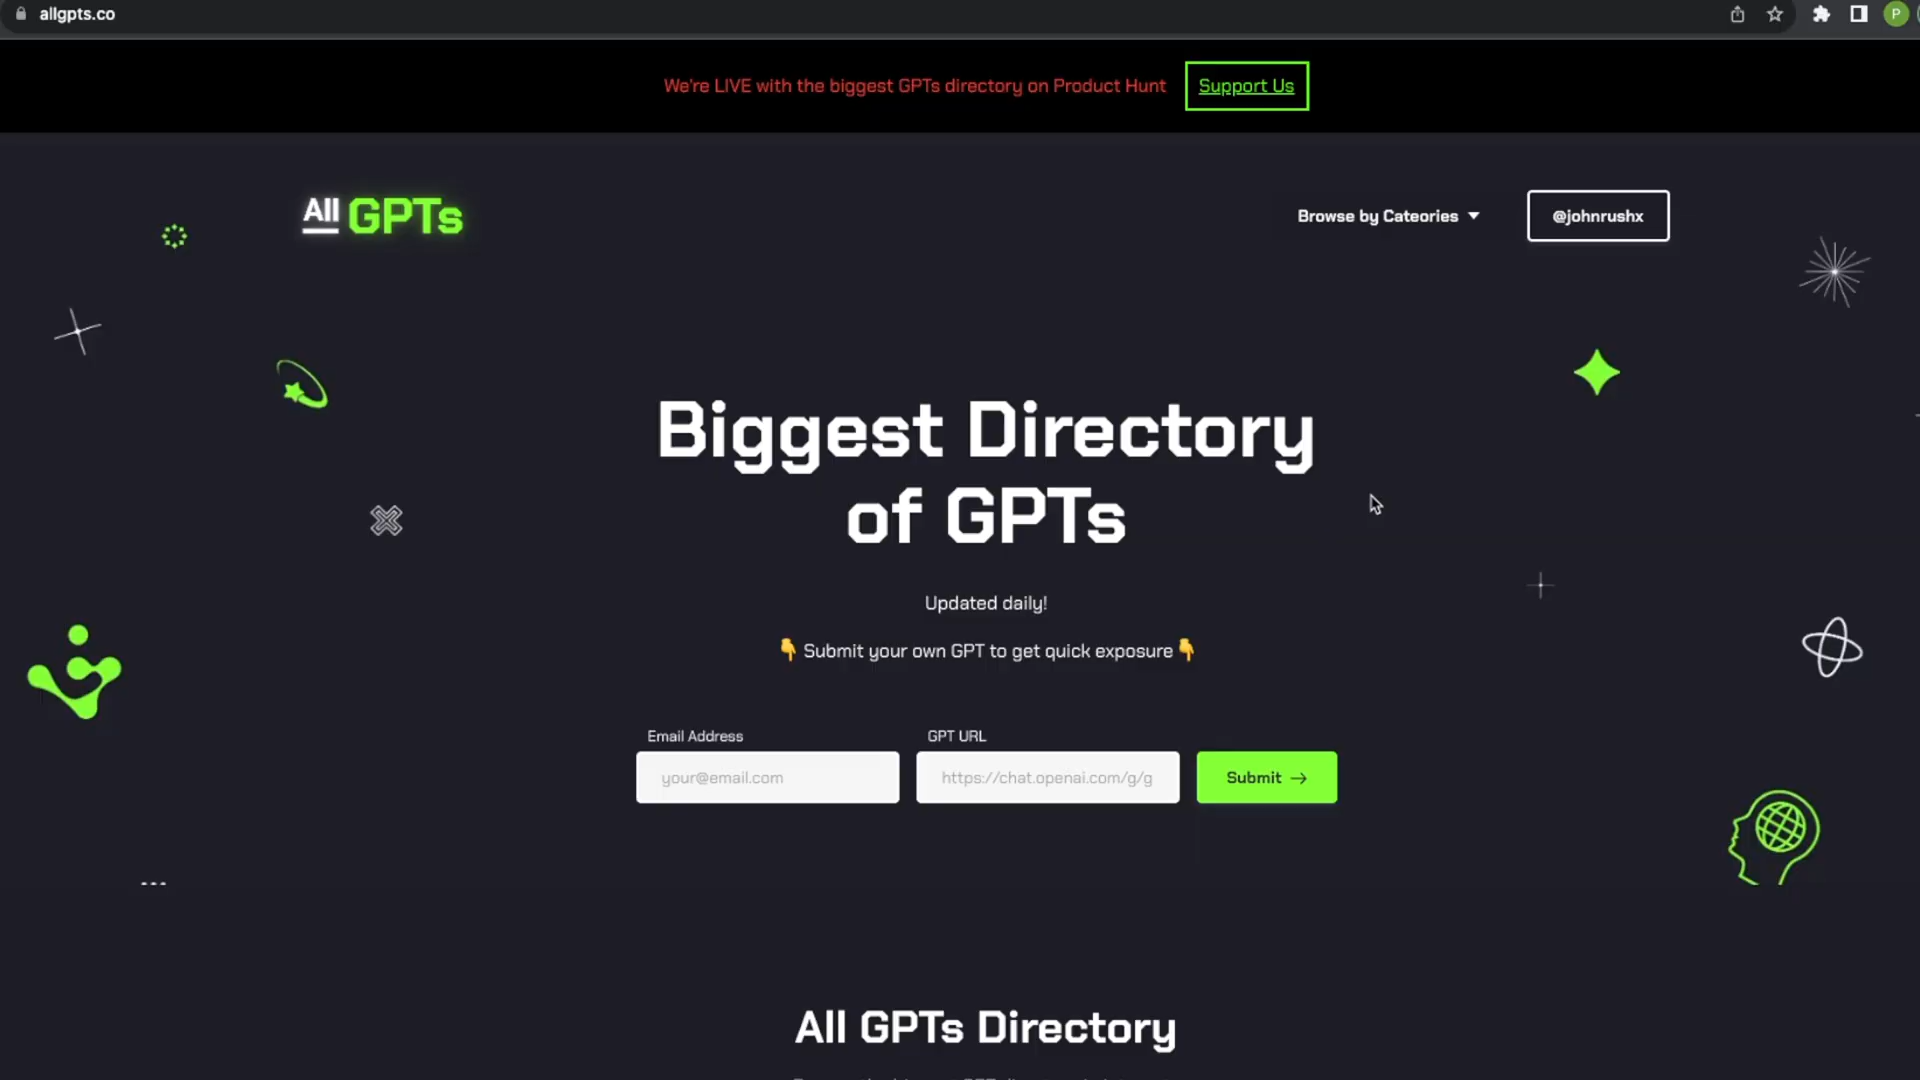 allgpts.co
P
We're LIVE with the biggest GPTs directory on Product Hunt
Support Us
All GPTs
Browse by Cateories
@johnrushx
Biggest Directory
of GPTs
Updated daily!
👇 Submit your own GPT to get quick exposure 👇
Email Address
GPT URL
your@email.com
https://chat.openai.com/g/g
Submit →
All GPTs Directory